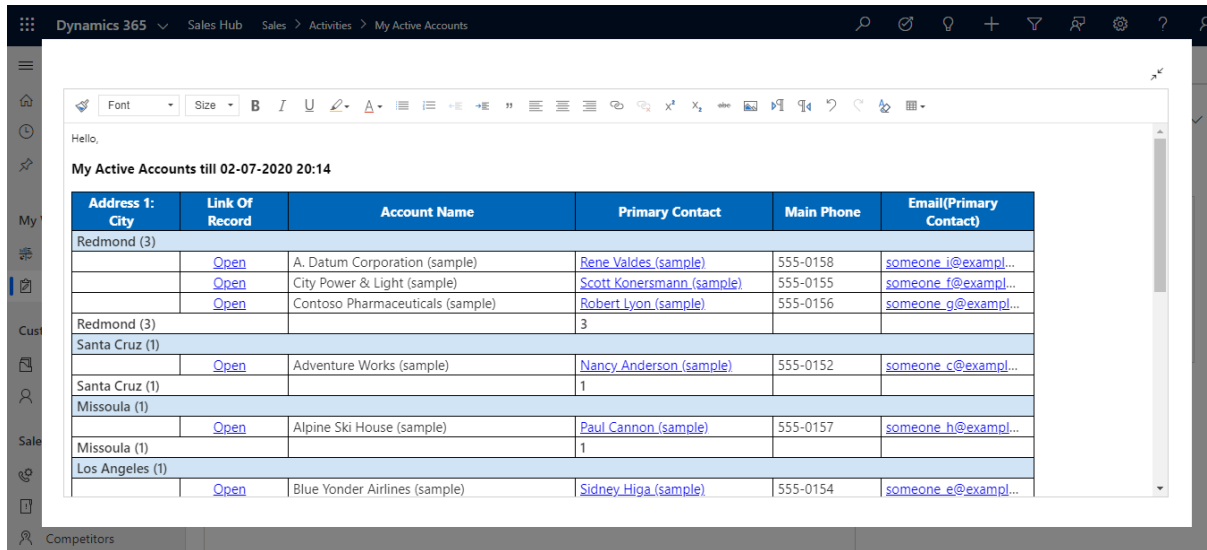 Dynamics 365 Sales Hub Sales > Activities > My Active Accounts
Font Size B I U
Hello,
My Active Accounts till 02-07-2020 20:14
Address 1: City Link Of Record Account Name Primary Contact Main Phone Email(Primary Contact)
Redmond (3)
Open A. Datum Corporation (sample) Rene Valdes (sample) 555-0158 someone_i@exampl...
Open City Power & Light (sample) Scott Konersmann (sample) 555-0155 someone_f@exampl...
Open Contoso Pharmaceuticals (sample) Robert Lyon (sample) 555-0156 someone_g@exampl...
Redmond (3) 3
Santa Cruz (1)
Open Adventure Works (sample) Nancy Anderson (sample) 555-0152 someone_c@exampl...
Santa Cruz (1) 1
Missoula (1)
Open Alpine Ski House (sample) Paul Cannon (sample) 555-0157 someone_h@exampl...
Missoula (1) 1
Los Angeles (1)
Open Blue Yonder Airlines (sample) Sidney Higa (sample) 555-0154 someone_e@exampl...
My
Cust
Sale
Competitors